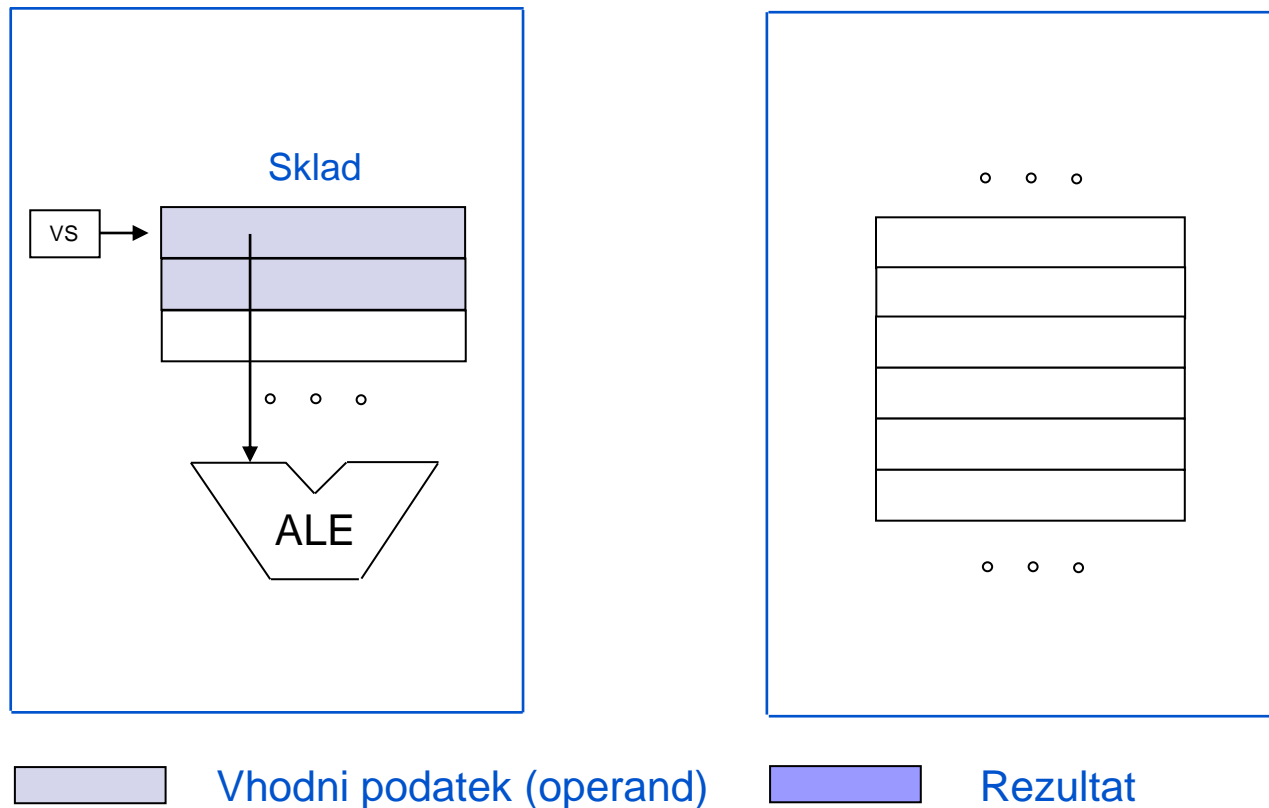 Sklad
VS
ALE
Vhodni podatek (operand)
Rezultat